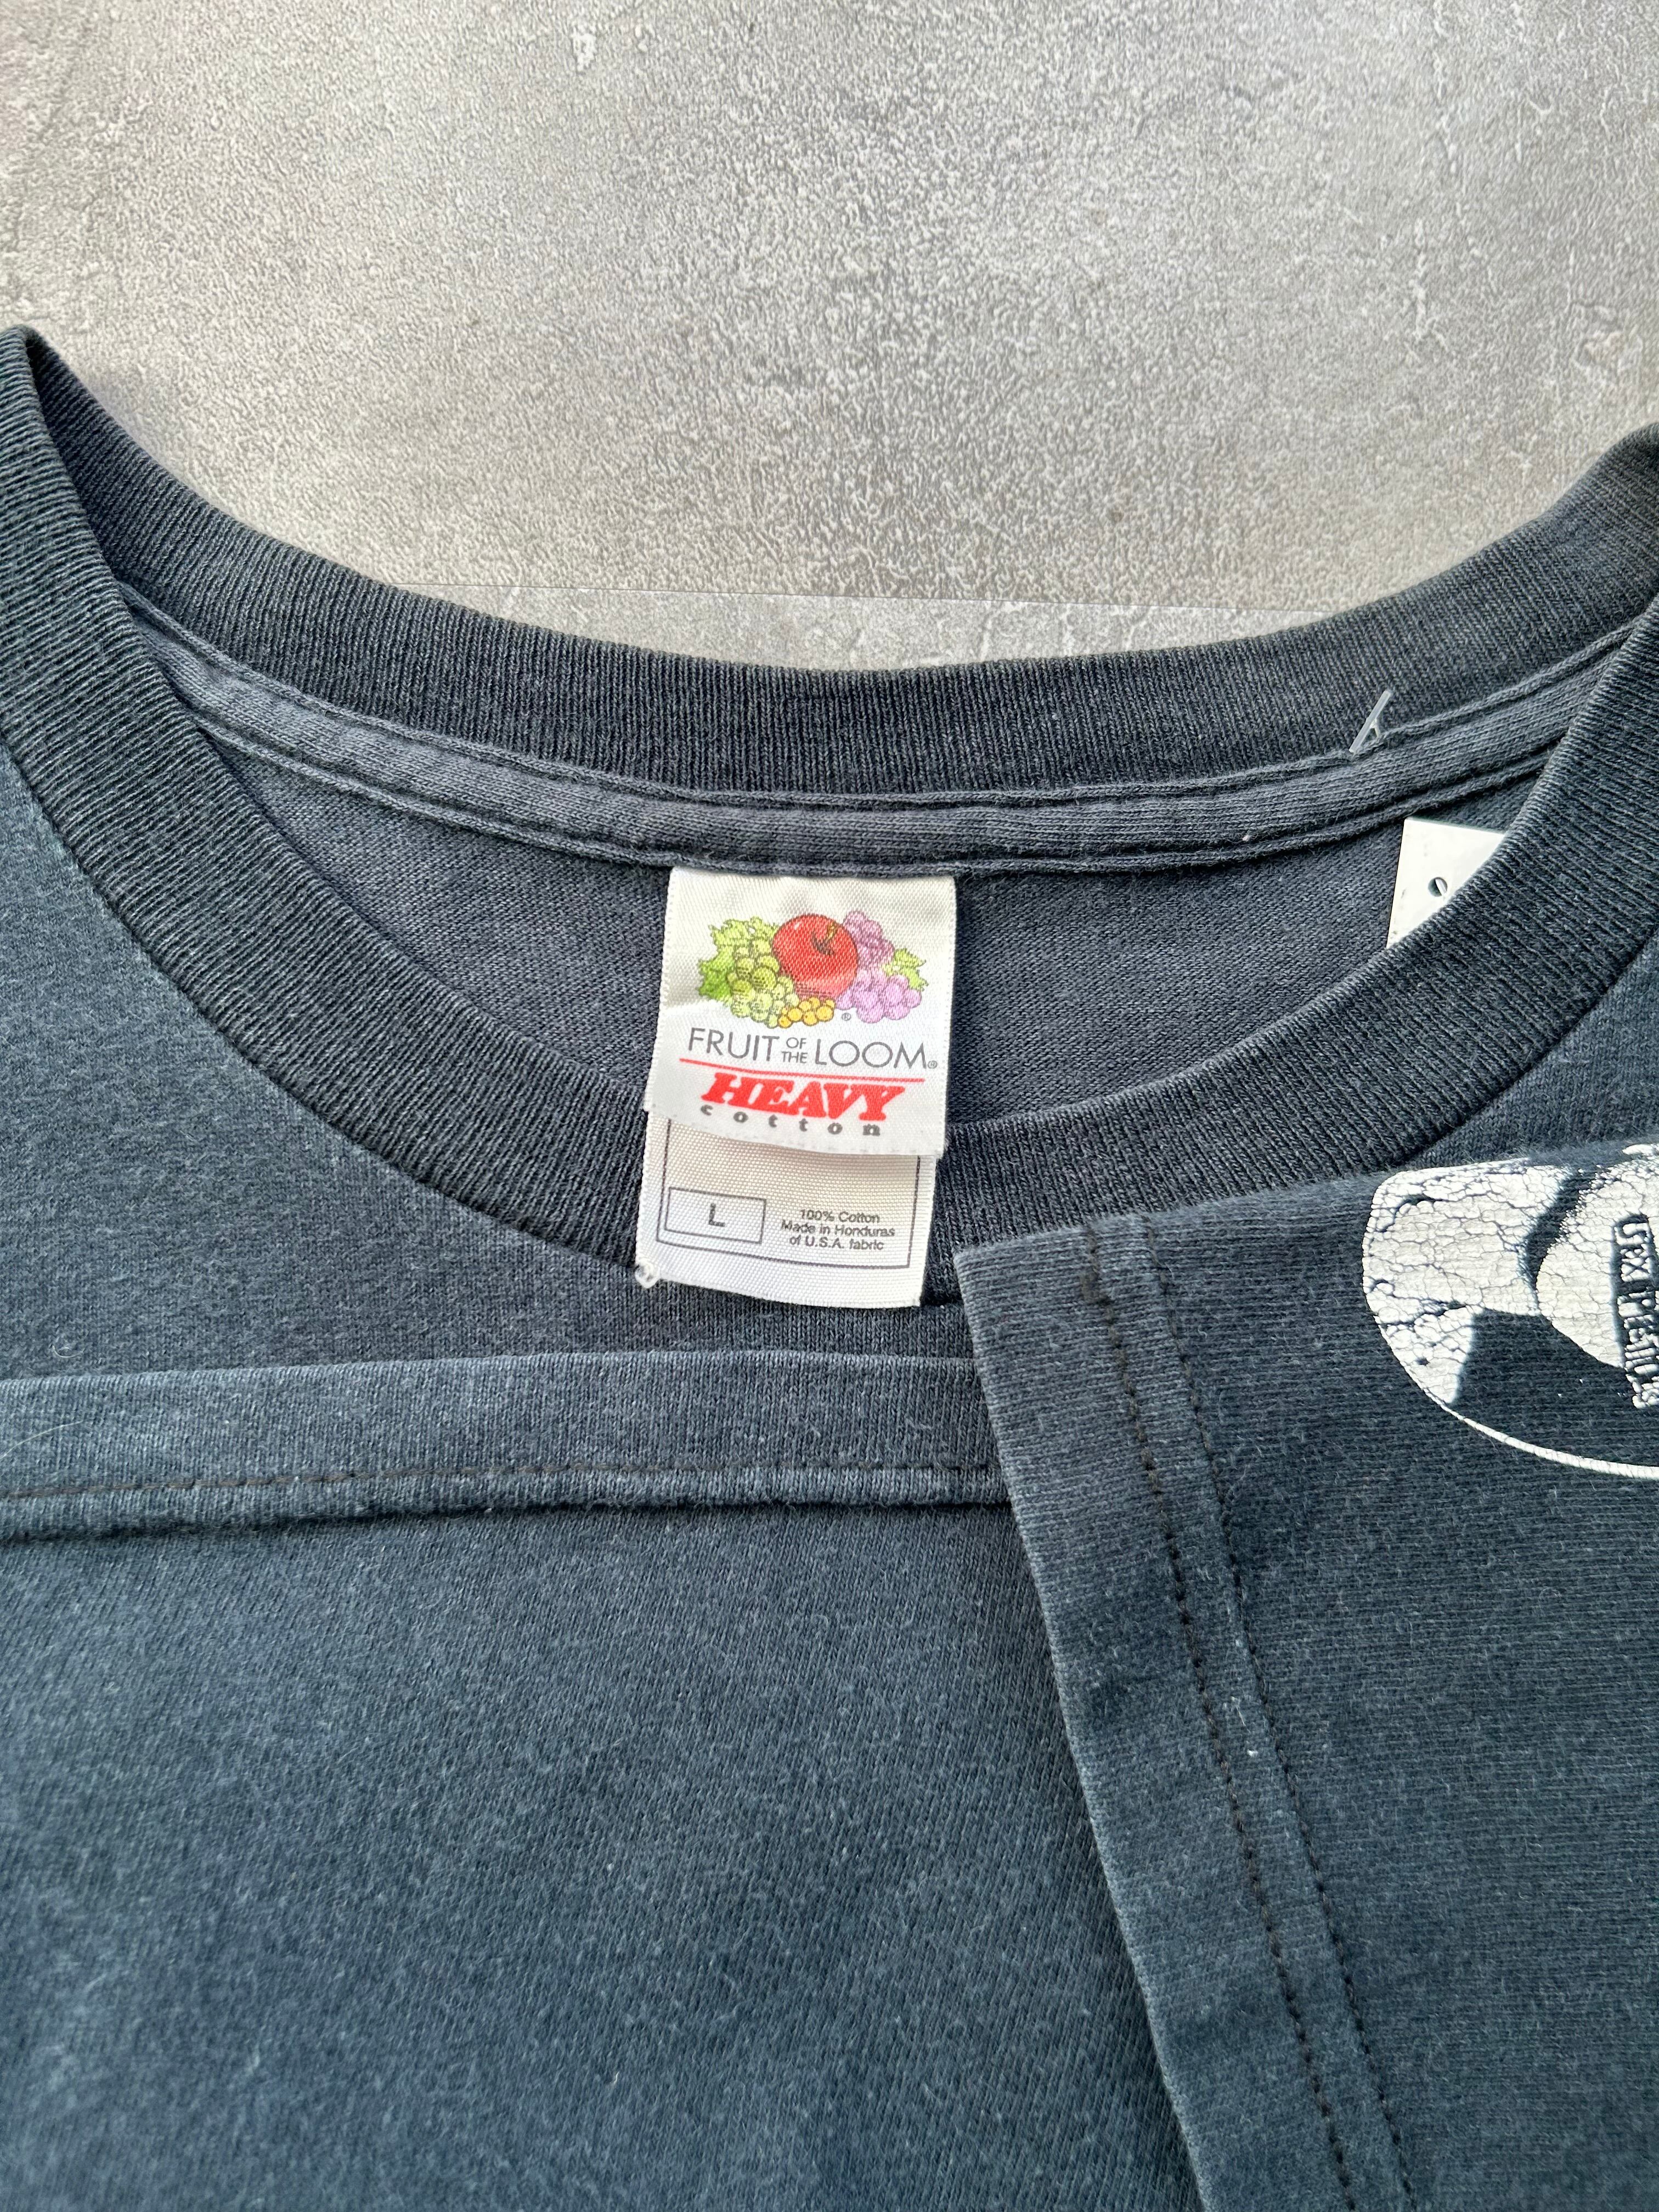 FRUIT OF THE LOOM®
HEAVY
cotton
L
100% Cotton
Made in Honduras
of U.S.A. fabric